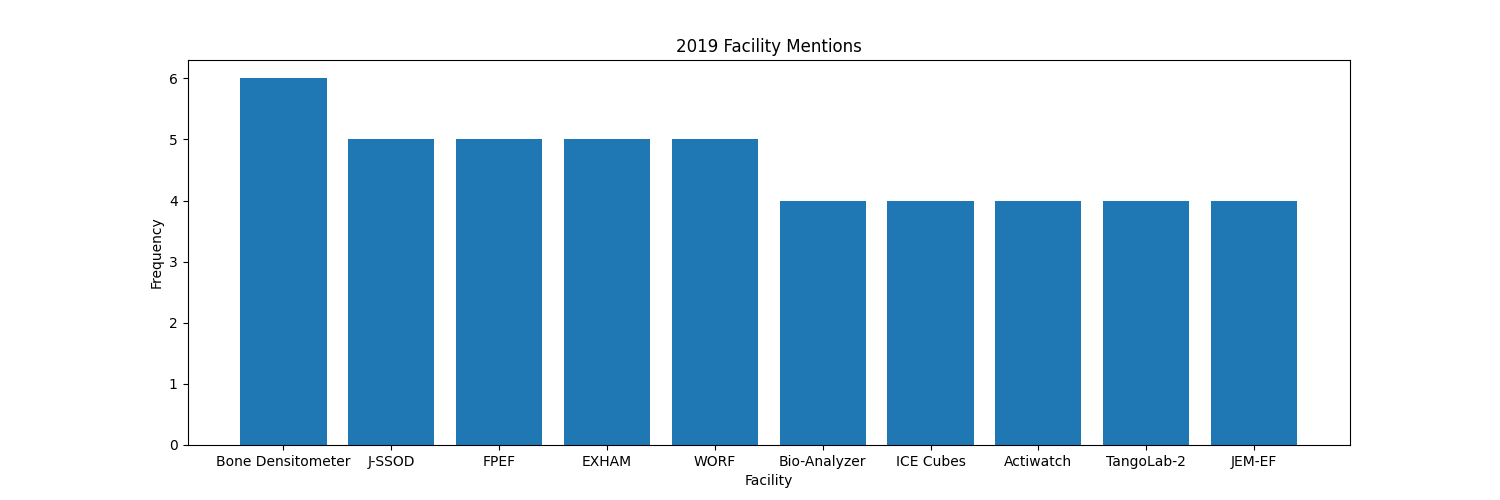 2019 Facility Mentions
Frequency
6
5
4
3
2
1
0
Bone Densitometer J-SSOD FPEF EXHAM WORF Bio-Analyzer ICE Cubes Actiwatch TangoLab-2 JEM-EF
Facility